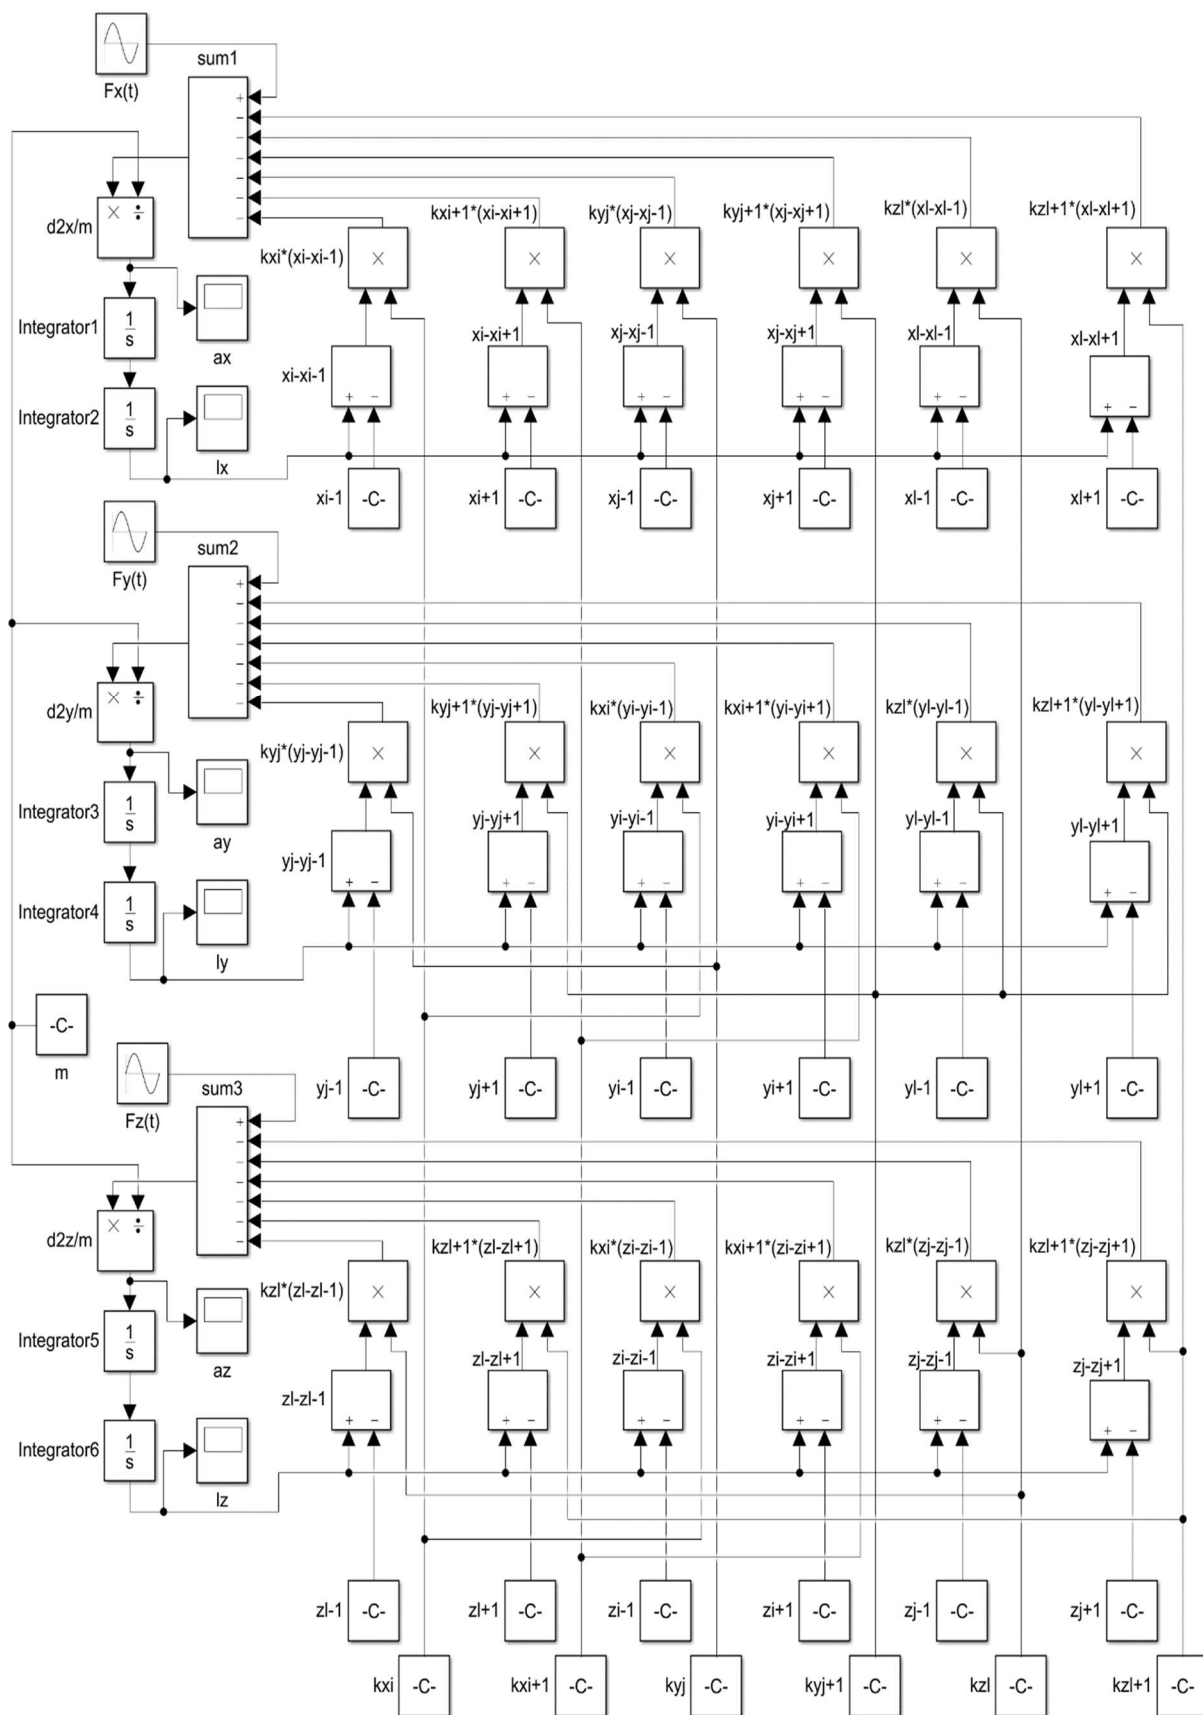 Fx(t)
sum1
+
−
−
−
−
−
−
d2x/m
× ÷
kxi*(xi-xi-1)
kxi+1*(xi-xi+1)
kyj*(xj-xj-1)
kyj+1*(xj-xj+1)
kzl*(xl-xl-1)
kzl+1*(xl-xl+1)
× × × × × ×
Integrator1
1/s
ax
xi-xi-1
xi-xi+1
xj-xj-1
xj-xj+1
xl-xl-1
xl-xl+1
+ − + − + − + − + − + −
Integrator2
1/s
lx
xi-1 -C-
xi+1 -C-
xj-1 -C-
xj+1 -C-
xl-1 -C-
xl+1 -C-
Fy(t)
sum2
+
−
−
−
−
−
−
d2y/m
× ÷
kyj*(yj-yj-1)
kyj+1*(yj-yj+1)
kxi*(yi-yi-1)
kxi+1*(yi-yi+1)
kzl*(yl-yl-1)
kzl+1*(yl-yl+1)
× × × × × ×
Integrator3
1/s
ay
yj-yj-1
yj-yj+1
yi-yi-1
yi-yi+1
yl-yl-1
yl-yl+1
+ − + − + − + − + − + −
Integrator4
1/s
ly
-C-
m
yj-1 -C-
yj+1 -C-
yi-1 -C-
yi+1 -C-
yl-1 -C-
yl+1 -C-
Fz(t)
sum3
+
−
−
−
−
−
−
d2z/m
× ÷
kzl*(zl-zl-1)
kzl+1*(zl-zl+1)
kxi*(zi-zi-1)
kxi+1*(zi-zi+1)
kzl*(zj-zj-1)
kzl+1*(zj-zj+1)
× × × × × ×
Integrator5
1/s
az
zl-zl-1
zl-zl+1
zi-zi-1
zi-zi+1
zj-zj-1
zj-zj+1
+ − + − + − + − + − + −
Integrator6
1/s
lz
zl-1 -C-
zl+1 -C-
zi-1 -C-
zi+1 -C-
zj-1 -C-
zj+1 -C-
kxi -C-
kxi+1 -C-
kyj -C-
kyj+1 -C-
kzl -C-
kzl+1 -C-